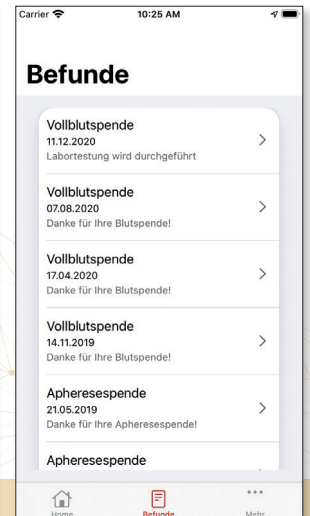 Carrier 10:25 AM
Befunde
Vollblutspende
11.12.2020
Labortestung wird durchgeführt
Vollblutspende
07.08.2020
Danke für Ihre Blutspende!
Vollblutspende
17.04.2020
Danke für Ihre Blutspende!
Vollblutspende
14.11.2019
Danke für Ihre Blutspende!
Apheresespende
21.05.2019
Danke für Ihre Apheresespende!
Apheresespende
Home Befunde Mehr